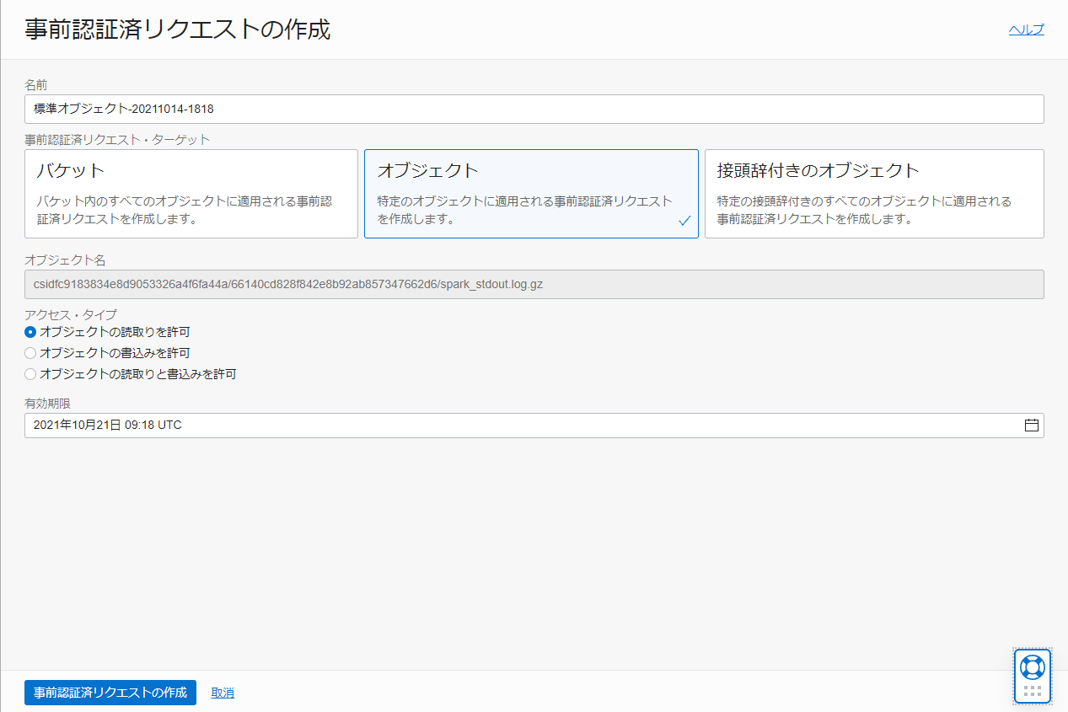 事前認証済リクエストの作成
ヘルプ
名前
標準オブジェクト-20211014-1818
事前認証済リクエスト・ターゲット
バケット
バケット内のすべてのオブジェクトに適用される事前認
証済リクエストを作成します。
オブジェクト
特定のオブジェクトに適用される事前認証済リクエスト
を作成します。
接頭辞付きのオブジェクト
特定の接頭辞付きのすべてのオブジェクトに適用される
事前認証済リクエストを作成します。
オブジェクト名
csidfc9183834e8d9053326a4f6fa44a/66140cd828f842e8b92ab857347662d6/spark_stdout.log.gz
アクセス・タイプ
オブジェクトの読取りを許可
オブジェクトの書込みを許可
オブジェクトの読取りと書込みを許可
有効期限
2021年10月21日 09:18 UTC
事前認証済リクエストの作成
取消